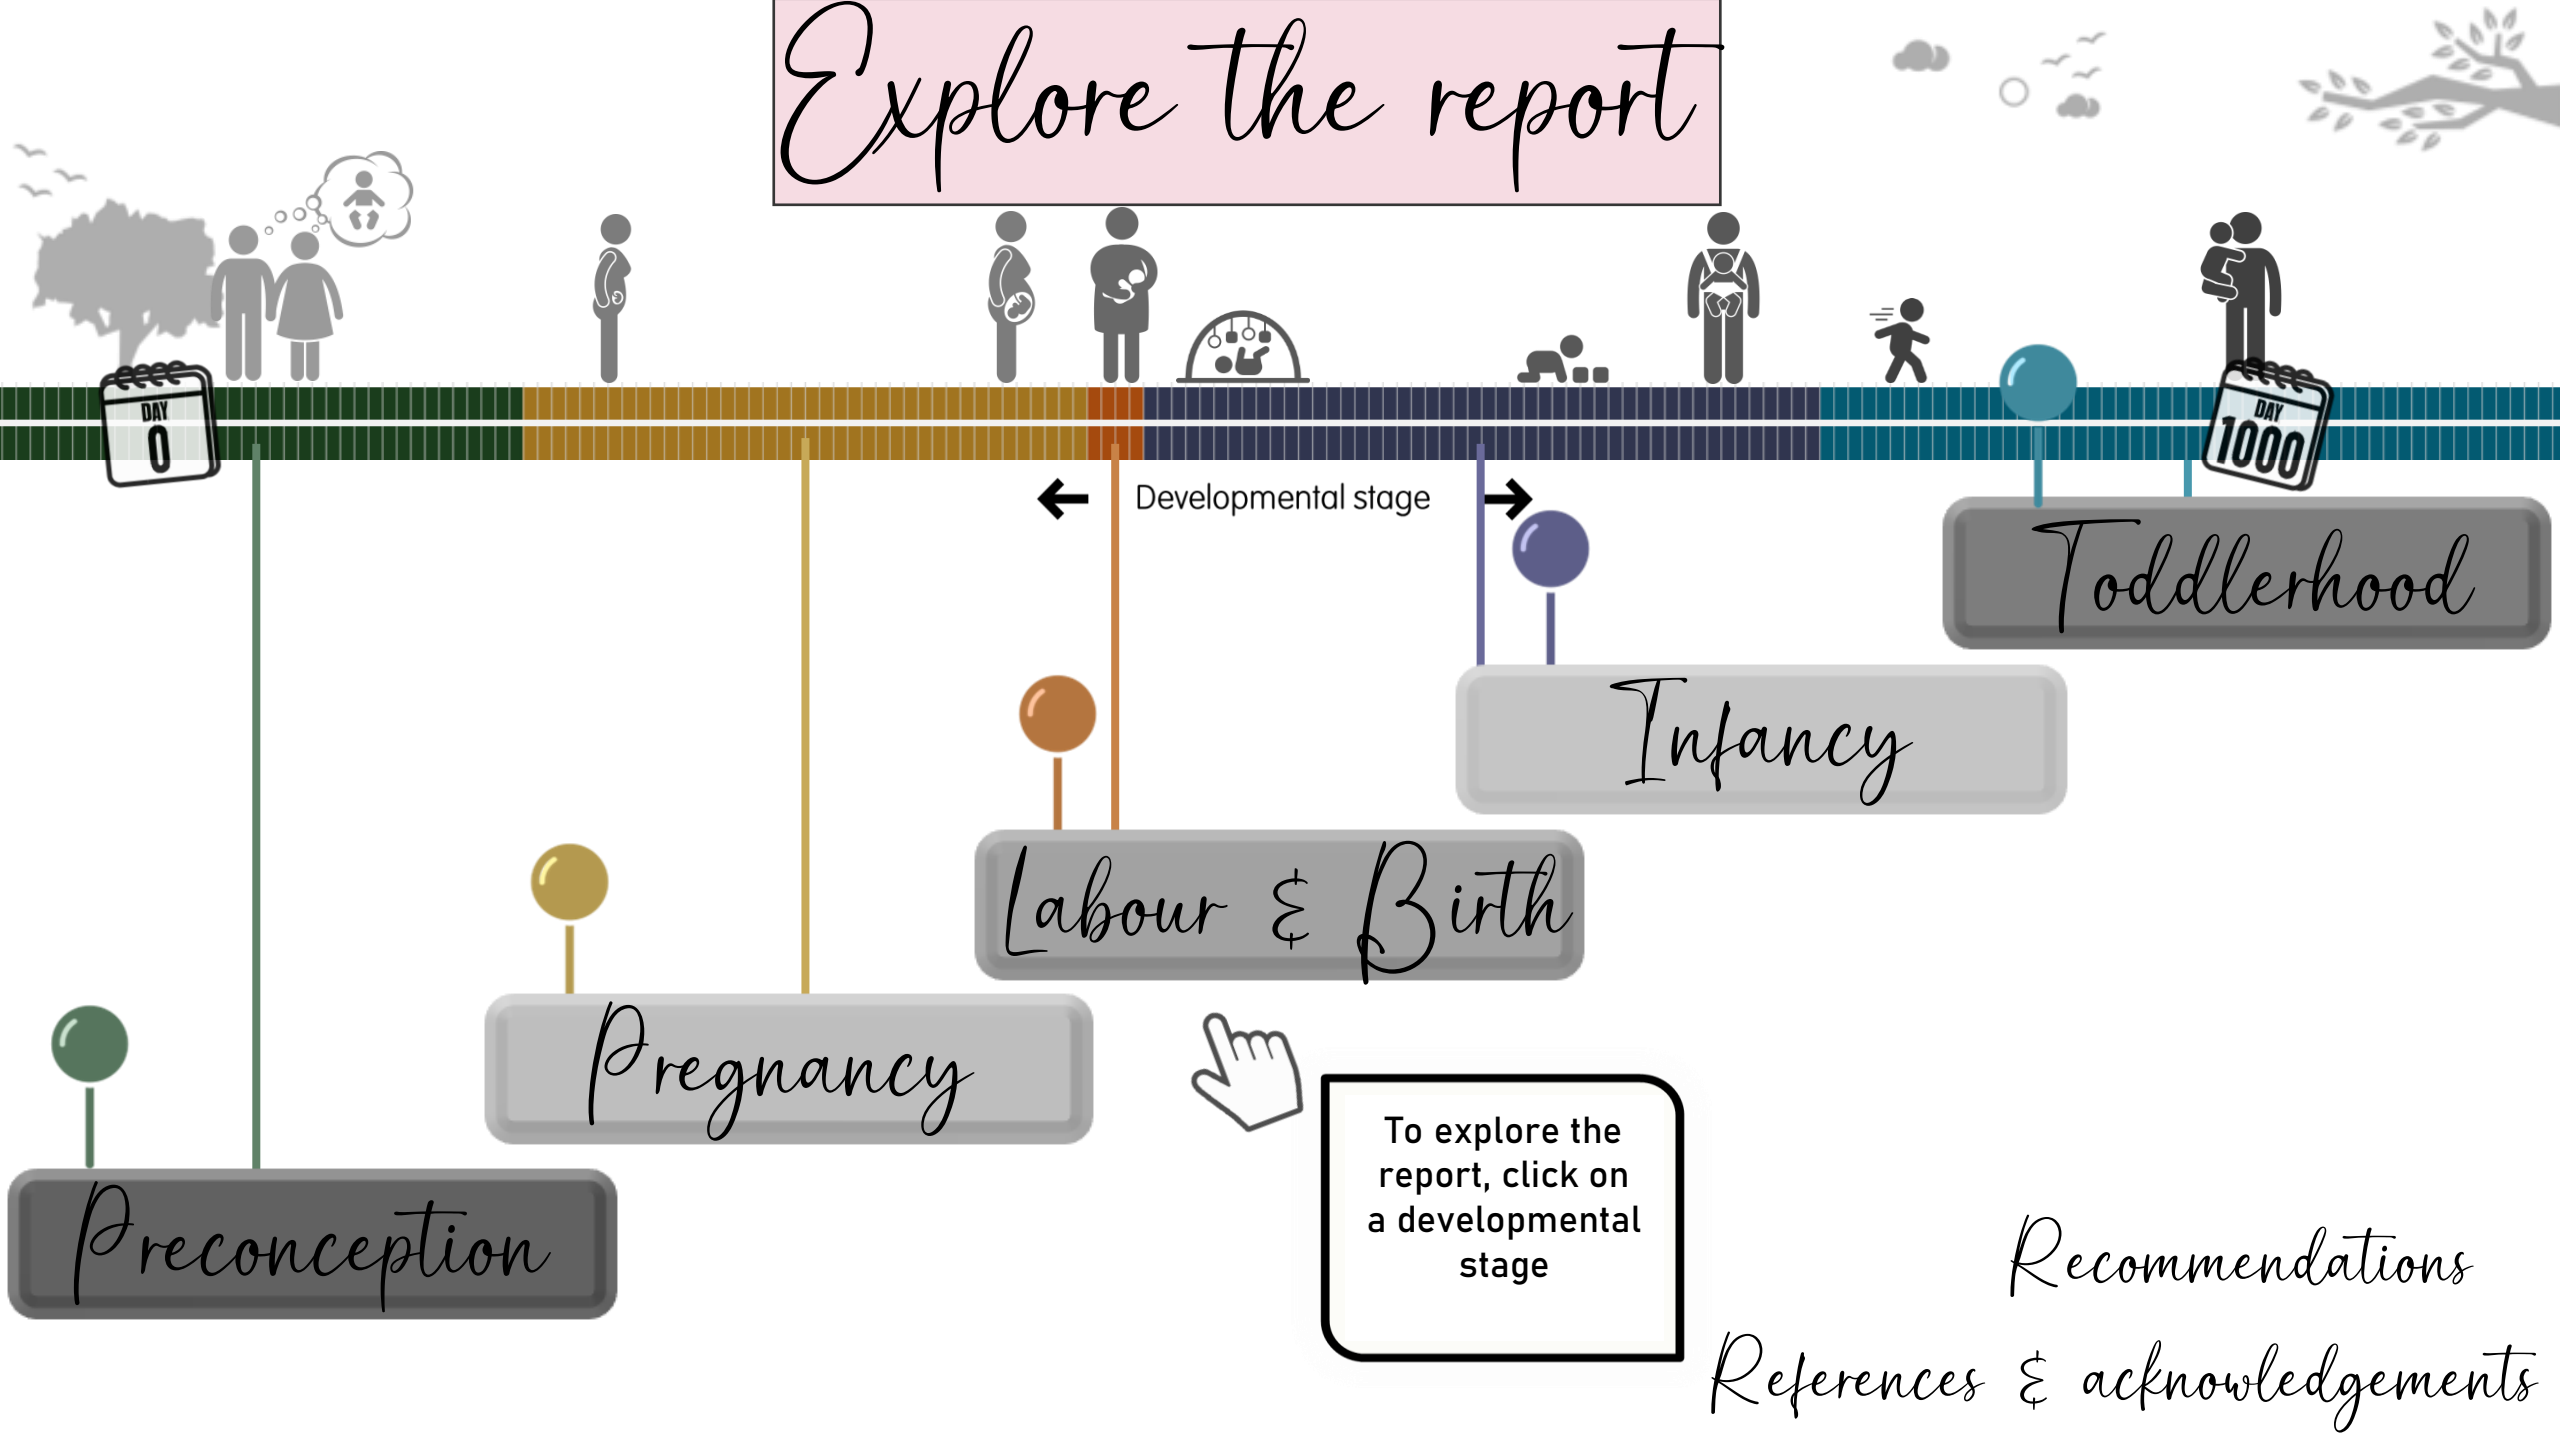 Explore the report
DAY
0
DAY
1000
Developmental stage
Toddlerhood
Infancy
Labour & Birth
Pregnancy
Preconception
To explore the
report, click on
a developmental
stage
Recommendations
References & acknowledgements